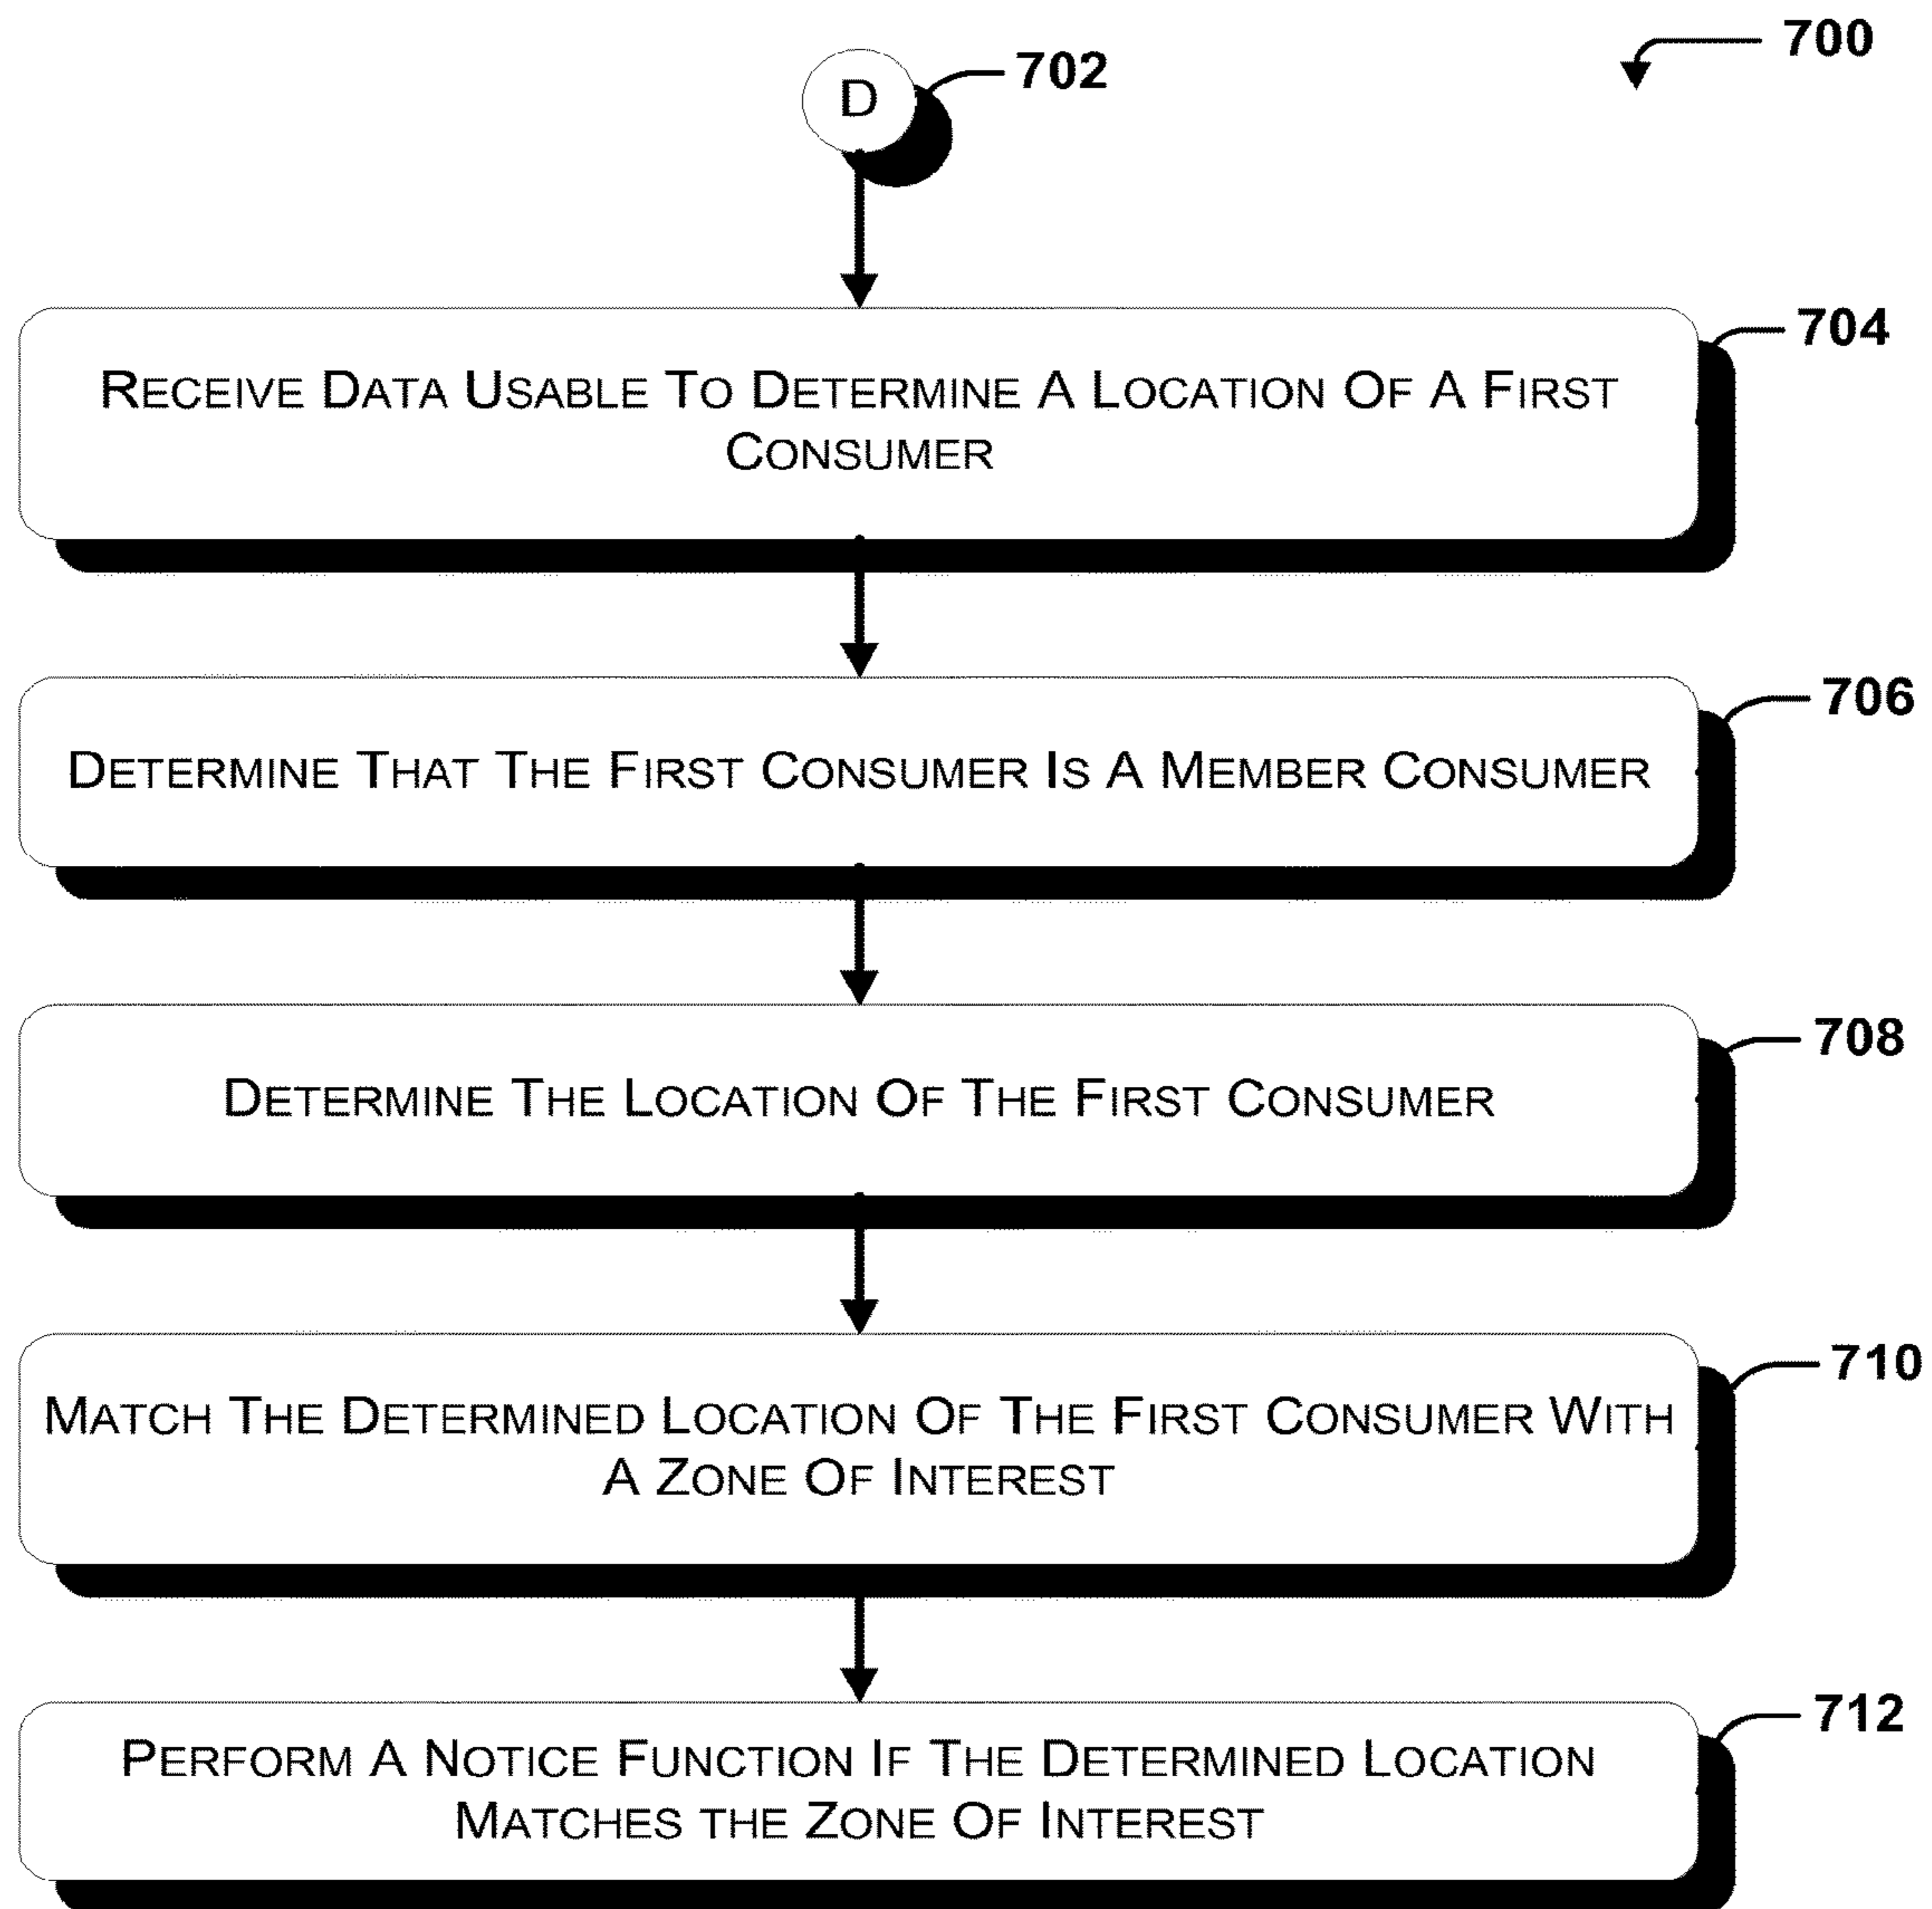 700
702
D
704
Receive Data Usable To Determine A Location Of A First
Consumer
706
Determine That The First Consumer Is A Member Consumer
708
Determine The Location Of The First Consumer
710
Match The Determined Location Of The First Consumer With
A Zone Of Interest
712
Perform A Notice Function If The Determined Location
Matches the Zone Of Interest